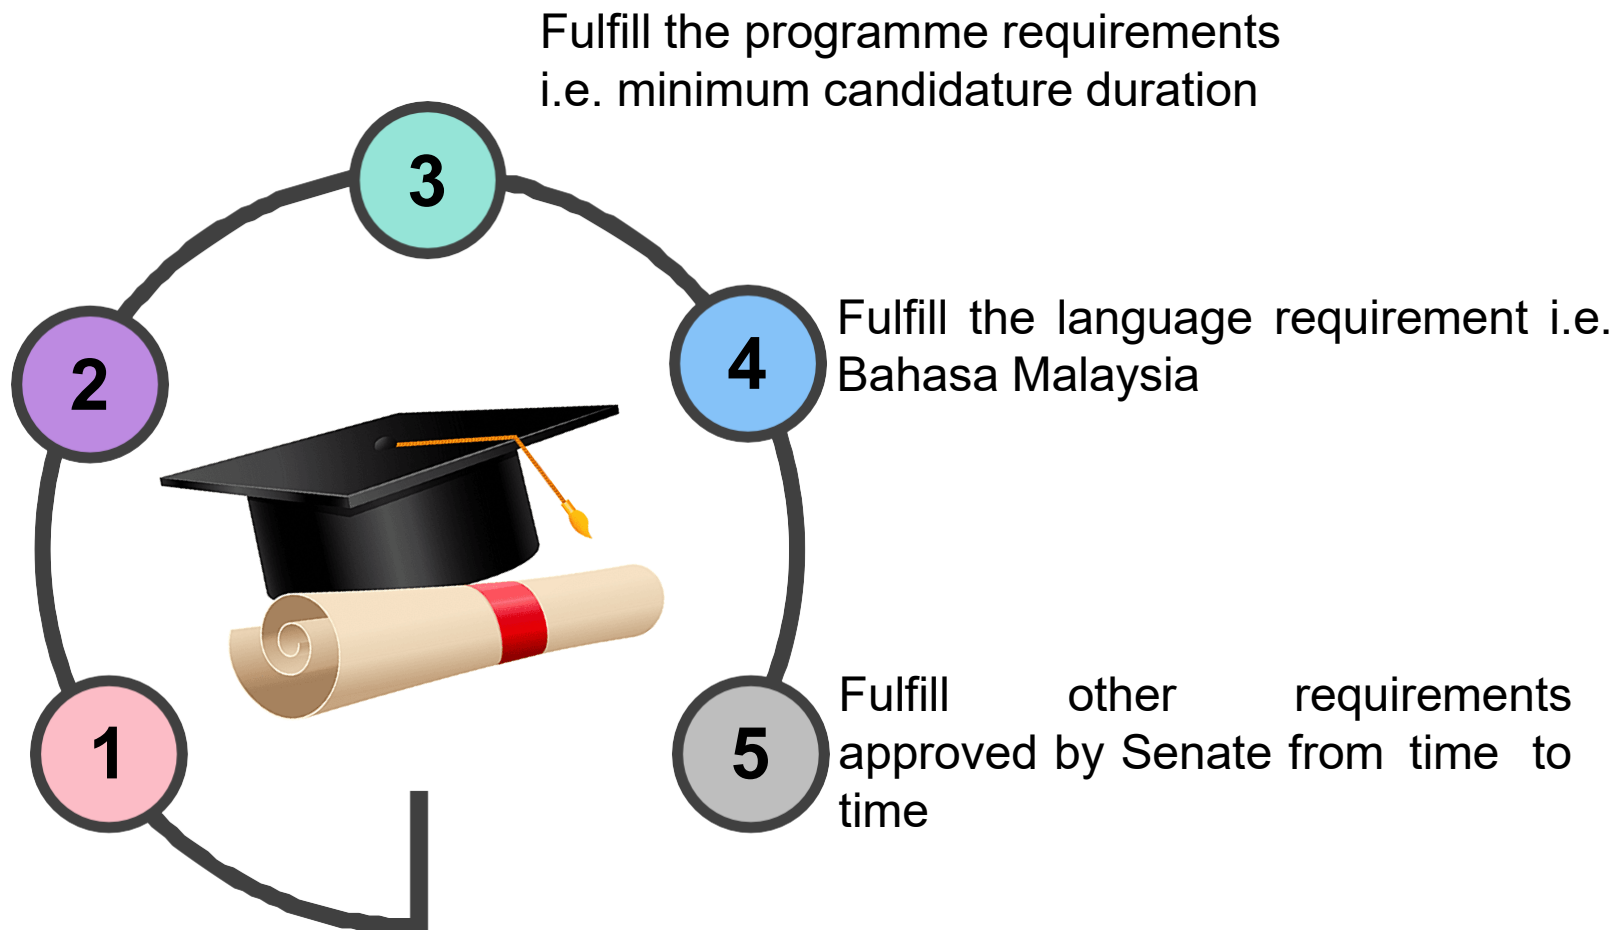 Fulfill the programme requirements
i.e. minimum candidature duration
3
2
4
Fulfill the language requirement i.e.
Bahasa Malaysia
1
5
Fulfill other requirements
approved by Senate from time to
time